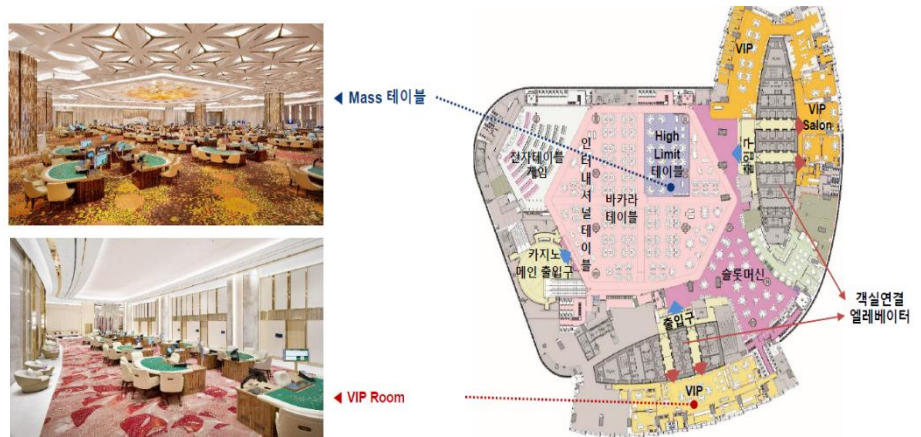 ◀ Mass 테이블
◀ VIP Room
VIP
VIP
Salon
출입구
High
Limit
테이블
전자테이블
게임
인터내셔널테이블
바카라
테이블
카지노
메인 출입구
슬롯머신
출입구
VIP
객실연결
엘레베이터